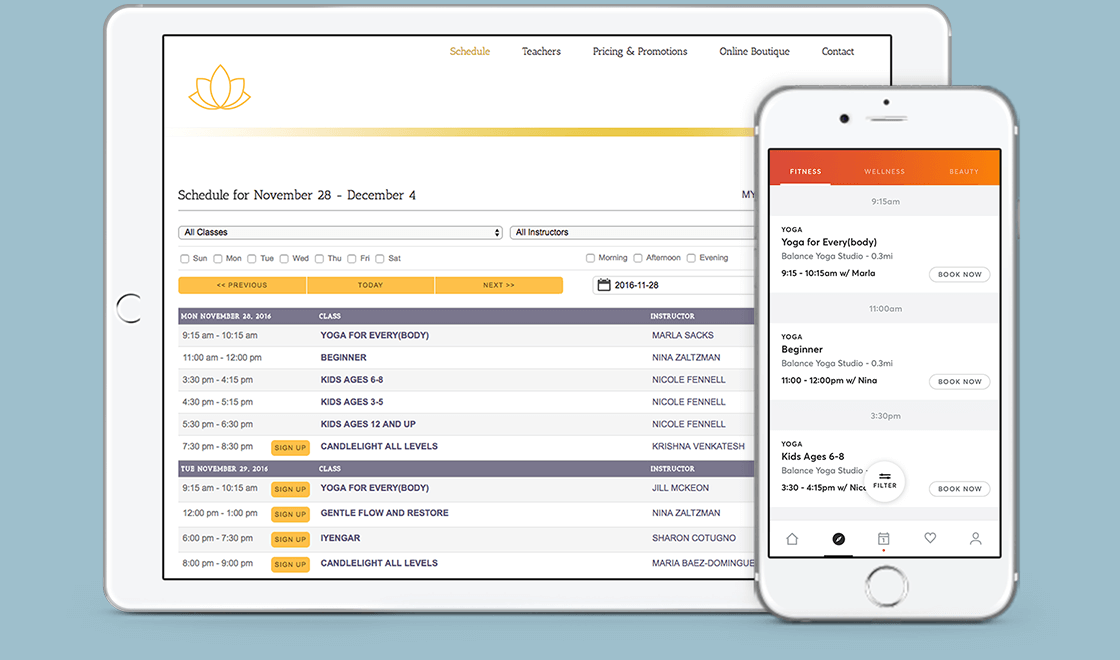 Schedule Teachers Pricing & Promotions Online Boutique Contact
Schedule for November 28 - December 4 MY
All Classes All Instructors
Sun Mon Tue Wed Thu Fri Sat Morning Afternoon Evening
<< PREVIOUS TODAY NEXT >> 2016-11-28
MON NOVEMBER 28, 2016 CLASS INSTRUCTOR
9:15 am - 10:15 am YOGA FOR EVERY(BODY) MARLA SACKS
11:00 am - 12:00 pm BEGINNER NINA ZALTZMAN
3:30 pm - 4:15 pm KIDS AGES 6-8 NICOLE FENNELL
4:30 pm - 5:15 pm KIDS AGES 3-5 NICOLE FENNELL
5:30 pm - 6:30 pm KIDS AGES 12 AND UP NICOLE FENNELL
7:30 pm - 8:30 pm SIGN UP CANDLELIGHT ALL LEVELS KRISHNA VENKATESH
TUE NOVEMBER 29, 2016 CLASS INSTRUCTOR
9:15 am - 10:15 am SIGN UP YOGA FOR EVERY(BODY) JILL MCKEON
12:00 pm - 1:00 pm SIGN UP GENTLE FLOW AND RESTORE NINA ZALTZMAN
6:00 pm - 7:30 pm SIGN UP IYENGAR SHARON COTUGNO
8:00 pm - 9:00 pm SIGN UP CANDLELIGHT ALL LEVELS MARIA BAEZ-DOMINGUE
FITNESS WELLNESS BEAUTY
9:15am
YOGA
Yoga for Every(body)
Balance Yoga Studio - 0.3mi
9:15 - 10:15am w/ Marla BOOK NOW
11:00am
YOGA
Beginner
Balance Yoga Studio - 0.3mi
11:00 - 12:00pm w/ Nina BOOK NOW
3:30pm
YOGA
Kids Ages 6-8
Balance Yoga Studio -
3:30 - 4:15pm w/ Nico BOOK NOW
FILTER
1